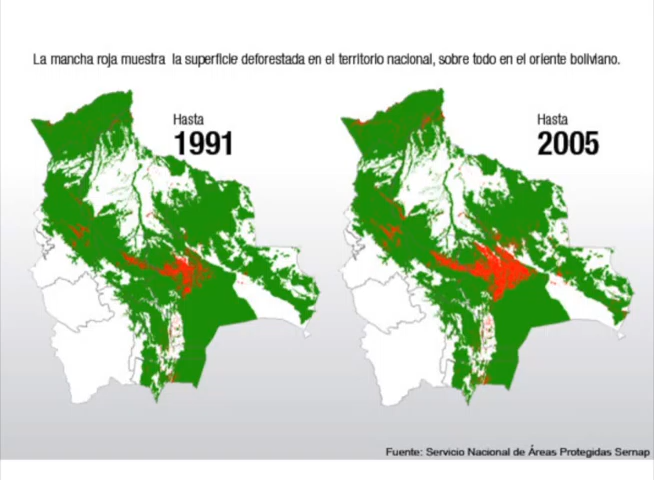 La mancha roja muestra la superficie deforestada en el territorio nacional, sobre todo en el oriente boliviano.
Hasta
1991
Hasta
2005
Fuente: Servicio Nacional de Áreas Protegidas Sernap